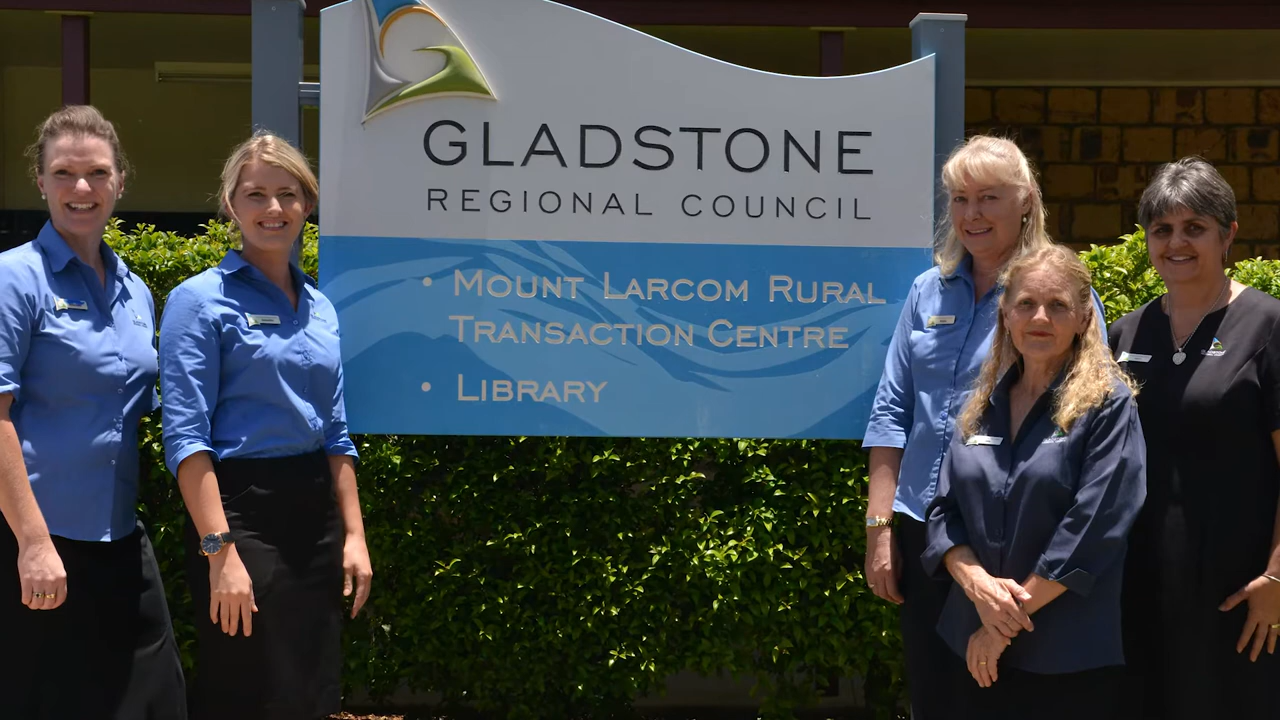 GLADSTONE
REGIONAL COUNCIL
• MOUNT LARCOM RURAL
TRANSACTION CENTRE
• LIBRARY